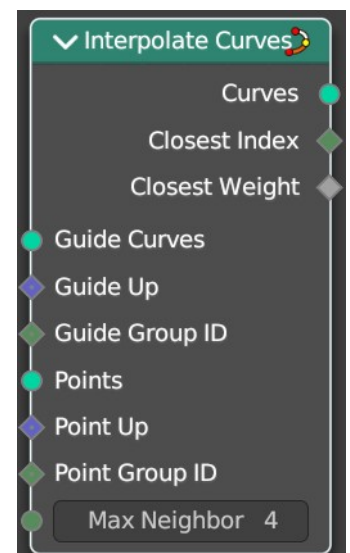 Interpolate Curves
Curves
Closest Index
Closest Weight
Guide Curves
Guide Up
Guide Group ID
Points
Point Up
Point Group ID
Max Neighbor 4